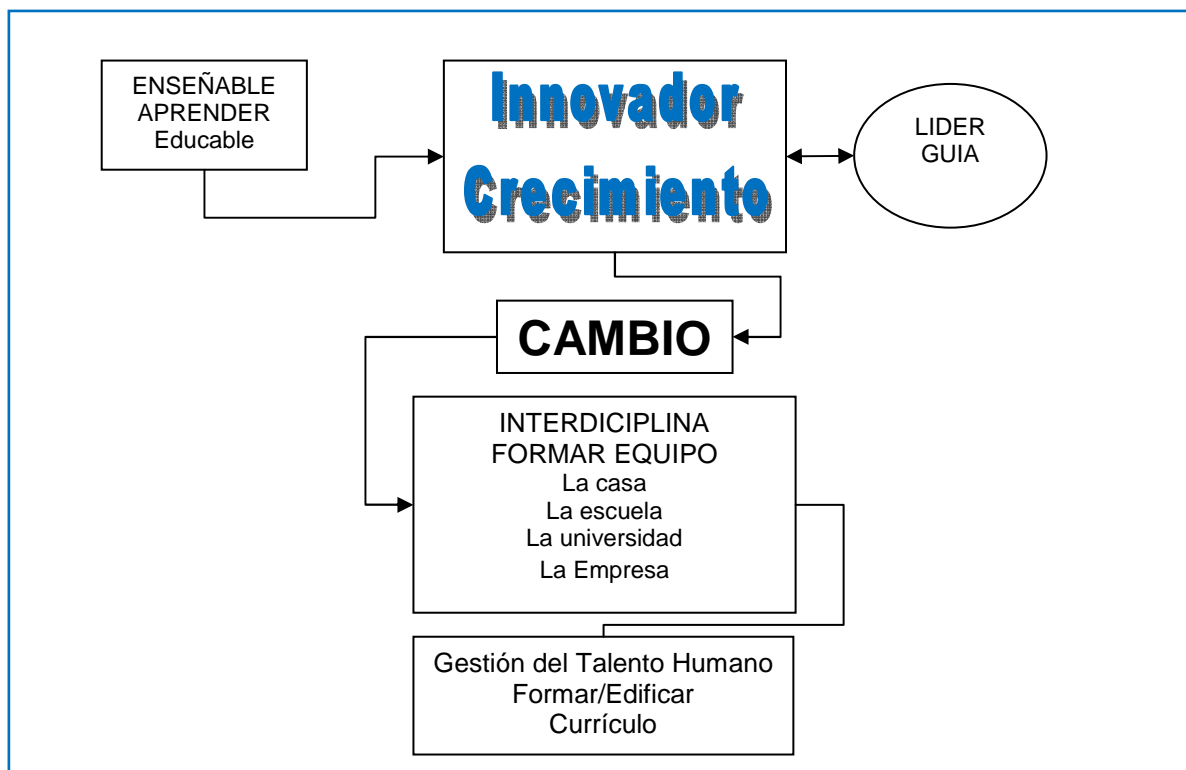 ENSEÑABLE
APRENDER
Educable
Innovador
Crecimiento
LIDER
GUIA
CAMBIO
INTERDICIPLINA
FORMAR EQUIPO
La casa
La escuela
La universidad
La Empresa
Gestión del Talento Humano
Formar/Edificar
Currículo